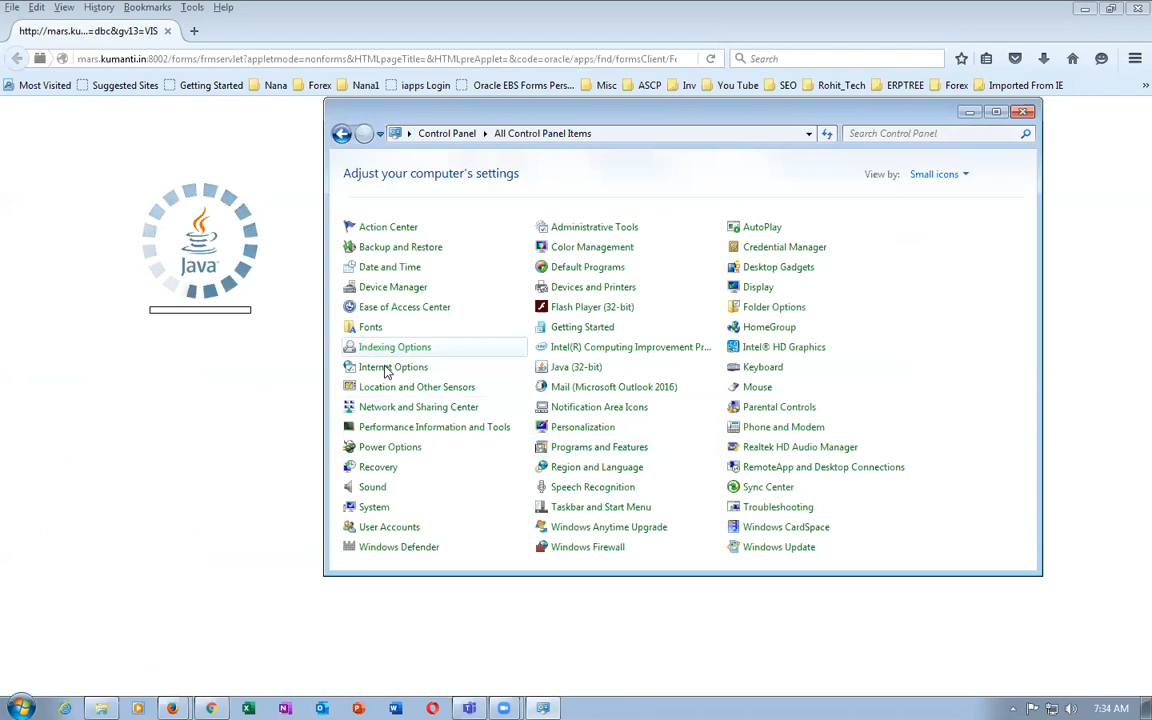 File Edit View History Bookmarks Tools Help
http://mars.ku...=dbc&gv13=VIS
mars.kumanti.in:8002/forms/frmservlet?appletmode=nonforms&HTMLpageTitle=&HTMLpreApplet=&code=oracle/apps/fnd/formsClient/Fc
Search
Most Visited Suggested Sites Getting Started Nana Forex Nana1 iapps Login Oracle EBS Forms Pers... Misc ASCP Inv You Tube SEO Rohit_Tech ERPTREE Forex Imported From IE
Control Panel All Control Panel Items
Search Control Panel
Adjust your computer's settings
View by: Small icons
Action Center Administrative Tools AutoPlay
Backup and Restore Color Management Credential Manager
Date and Time Default Programs Desktop Gadgets
Device Manager Devices and Printers Display
Ease of Access Center Flash Player (32-bit) Folder Options
Fonts Getting Started HomeGroup
Indexing Options Intel(R) Computing Improvement Pr... Intel® HD Graphics
Internet Options Java (32-bit) Keyboard
Location and Other Sensors Mail (Microsoft Outlook 2016) Mouse
Network and Sharing Center Notification Area Icons Parental Controls
Performance Information and Tools Personalization Phone and Modem
Power Options Programs and Features Realtek HD Audio Manager
Recovery Region and Language RemoteApp and Desktop Connections
Sound Speech Recognition Sync Center
System Taskbar and Start Menu Troubleshooting
User Accounts Windows Anytime Upgrade Windows CardSpace
Windows Defender Windows Firewall Windows Update
Java
7:34 AM